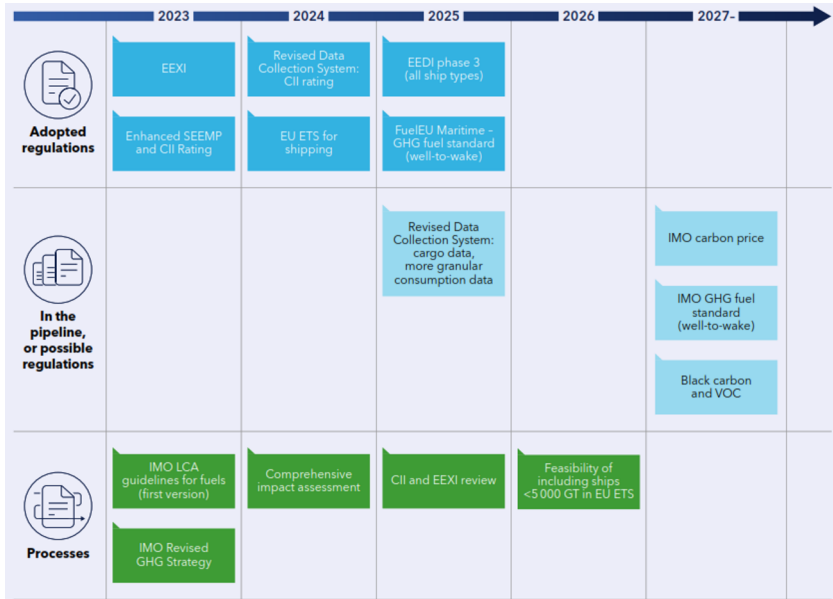 2023
2024
2025
2026
2027-
Adopted
regulations
EEXI
Enhanced SEEMP
and CII Rating
Revised Data
Collection System:
CII rating
EU ETS for
shipping
EEDI phase 3
(all ship types)
FuelEU Maritime –
GHG fuel standard
(well-to-wake)
In the
pipeline,
or possible
regulations
Revised Data
Collection System:
cargo data,
more granular
consumption data
IMO carbon price
IMO GHG fuel
standard
(well-to-wake)
Black carbon
and VOC
Processes
IMO LCA
guidelines for fuels
(first version)
IMO Revised
GHG Strategy
Comprehensive
impact assessment
CII and EEXI review
Feasibility of
including ships
<5 000 GT in EU ETS